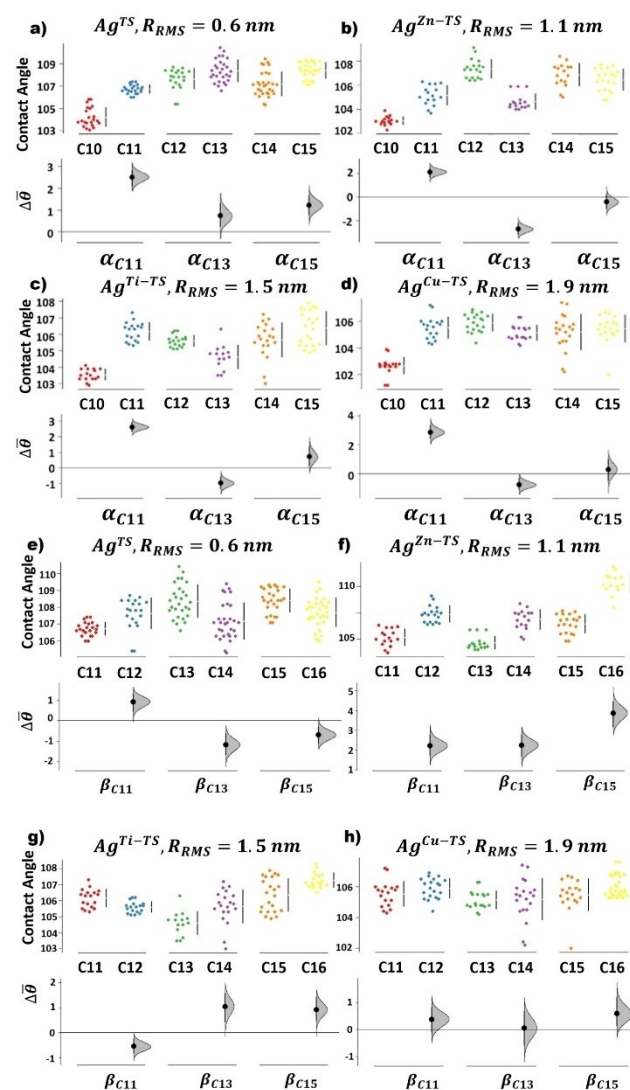 a) Ag^TS, R_RMS = 0.6 nm
b) Ag^Zn-TS, R_RMS = 1.1 nm
Contact Angle
109
107
105
103
108
106
104
102
C10 C11 C12 C13 C14 C15
C10 C11 C12 C13 C14 C15
Δθ̄
3
2
1
0
2
0
-2
α_C11 α_C13 α_C15
α_C11 α_C13 α_C15
c) Ag^Ti-TS, R_RMS = 1.5 nm
d) Ag^Cu-TS, R_RMS = 1.9 nm
Contact Angle
108
107
106
105
104
103
106
104
102
C10 C11 C12 C13 C14 C15
C10 C11 C12 C13 C14 C15
Δθ̄
3
2
1
0
-1
4
2
0
α_C11 α_C13 α_C15
α_C11 α_C13 α_C15
e) Ag^TS, R_RMS = 0.6 nm
f) Ag^Zn-TS, R_RMS = 1.1 nm
Contact Angle
110
109
108
107
106
110
105
C11 C12 C13 C14 C15 C16
C11 C12 C13 C14 C15 C16
Δθ̄
1
0
-1
-2
5
4
3
2
1
β_C11 β_C13 β_C15
β_C11 β_C13 β_C15
g) Ag^Ti-TS, R_RMS = 1.5 nm
h) Ag^Cu-TS, R_RMS = 1.9 nm
Contact Angle
108
107
106
105
104
103
106
104
102
C11 C12 C13 C14 C15 C16
C11 C12 C13 C14 C15 C16
Δθ̄
2
1
0
-1
1
0
1
β_C11 β_C13 β_C15
β_C11 β_C13 β_C15